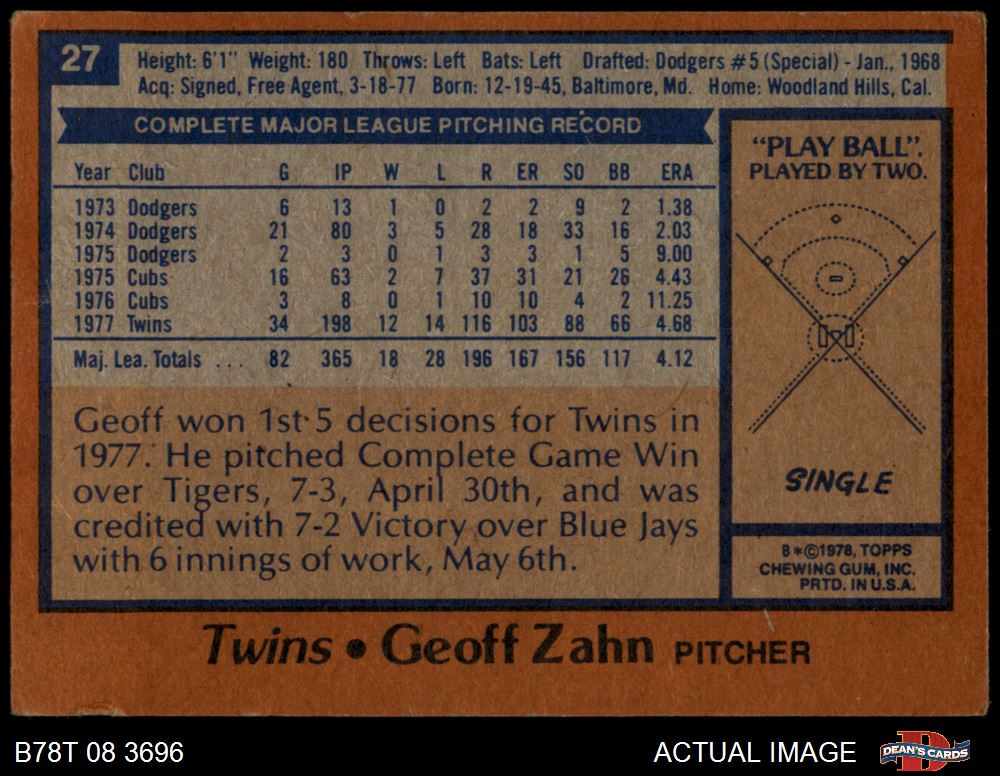 27
Height: 6'1" Weight: 180 Throws: Left Bats: Left Drafted: Dodgers #5 (Special) - Jan., 1968
Acq: Signed, Free Agent, 3-18-77 Born: 12-19-45, Baltimore, Md. Home: Woodland Hills, Cal.
COMPLETE MAJOR LEAGUE PITCHING RECORD
Year Club G IP W L R ER SO BB ERA
1973 Dodgers 6 13 1 0 2 2 9 2 1.38
1974 Dodgers 21 80 3 5 28 18 33 16 2.03
1975 Dodgers 2 3 0 1 3 3 1 5 9.00
1975 Cubs 16 63 2 7 37 31 21 26 4.43
1976 Cubs 3 8 0 1 10 10 4 2 11.25
1977 Twins 34 198 12 14 116 103 88 66 4.68
Maj. Lea. Totals ... 82 365 18 28 196 167 156 117 4.12
Geoff won 1st 5 decisions for Twins in
1977. He pitched Complete Game Win
over Tigers, 7-3, April 30th, and was
credited with 7-2 Victory over Blue Jays
with 6 innings of work, May 6th.
"PLAY BALL".
PLAYED BY TWO.
SINGLE
B*©1978, TOPPS
CHEWING GUM, INC.
PRTD. IN U.S.A.
Twins • Geoff Zahn PITCHER
B78T 08 3696
ACTUAL IMAGE
D
DEAN'S CARDS